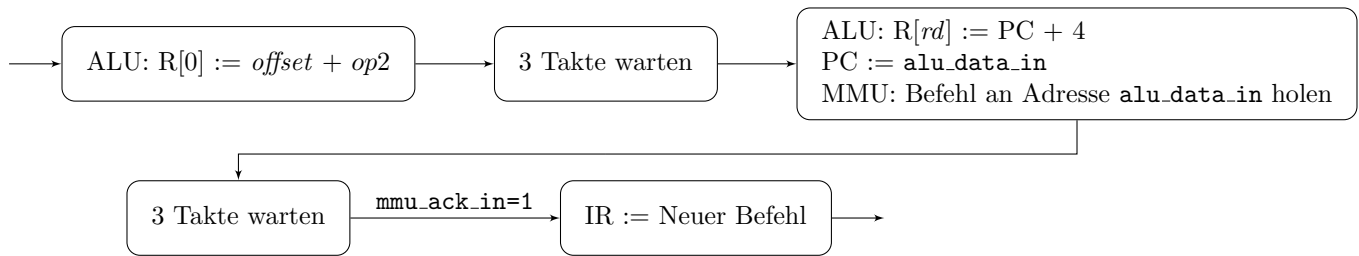 ALU: R[0] := offset + op2
3 Takte warten
ALU: R[rd] := PC + 4
PC := alu_data_in
MMU: Befehl an Adresse alu_data_in holen
3 Takte warten
mmu_ack_in=1
IR := Neuer Befehl